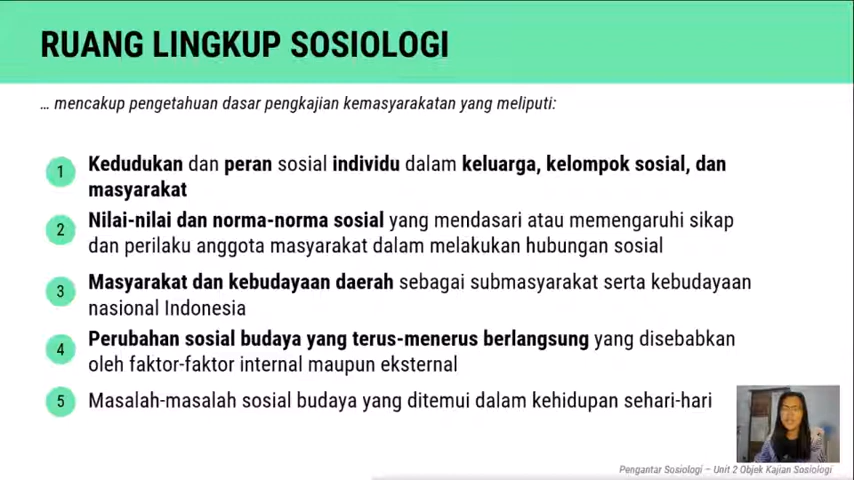 RUANG LINGKUP SOSIOLOGI
... mencakup pengetahuan dasar pengkajian kemasyarakatan yang meliputi:
1 Kedudukan dan peran sosial individu dalam keluarga, kelompok sosial, dan
masyarakat
2 Nilai-nilai dan norma-norma sosial yang mendasari atau memengaruhi sikap
dan perilaku anggota masyarakat dalam melakukan hubungan sosial
3 Masyarakat dan kebudayaan daerah sebagai submasyarakat serta kebudayaan
nasional Indonesia
4 Perubahan sosial budaya yang terus-menerus berlangsung yang disebabkan
oleh faktor-faktor internal maupun eksternal
5 Masalah-masalah sosial budaya yang ditemui dalam kehidupan sehari-hari
Pengantar Sosiologi – Unit 2 Objek Kajian Sosiologi